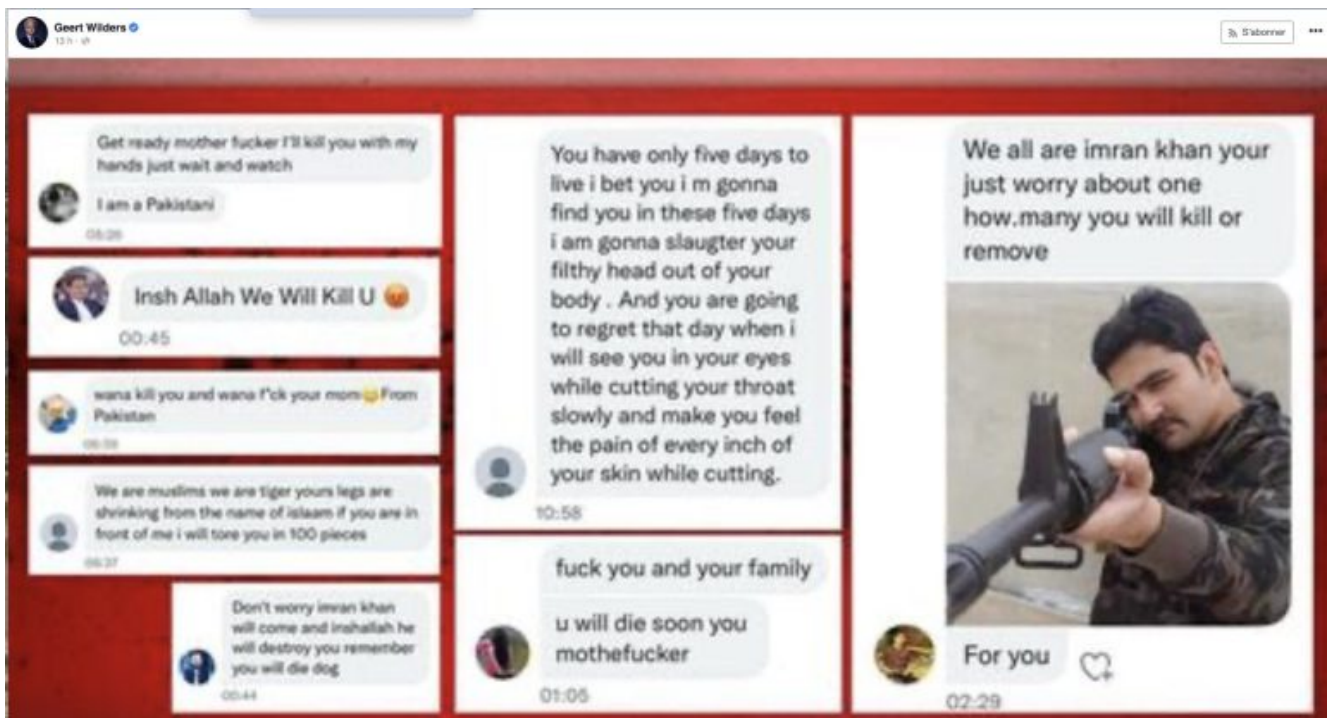 Geert Wilders
13 h
S'abonner
Get ready mother fucker I'll kill you with my
hands just wait and watch
I am a Pakistani
Insh Allah We Will Kill U 😡
00:45
wana kill you and wana f*ck your mom😁From
Pakistan
We are muslims we are tiger yours legs are
shrinking from the name of islaam if you are in
front of me i will tore you in 100 pieces
Don't worry imran khan
will come and inshallah he
will destroy you remember
you will die dog
00:44
You have only five days to
live i bet you i m gonna
find you in these five days
i am gonna slaugter your
filthy head out of your
body . And you are going
to regret that day when i
will see you in your eyes
while cutting your throat
slowly and make you feel
the pain of every inch of
your skin while cutting.
10:58
fuck you and your family
u will die soon you
mothefucker
01:05
We all are imran khan your
just worry about one
how.many you will kill or
remove
For you
02:29